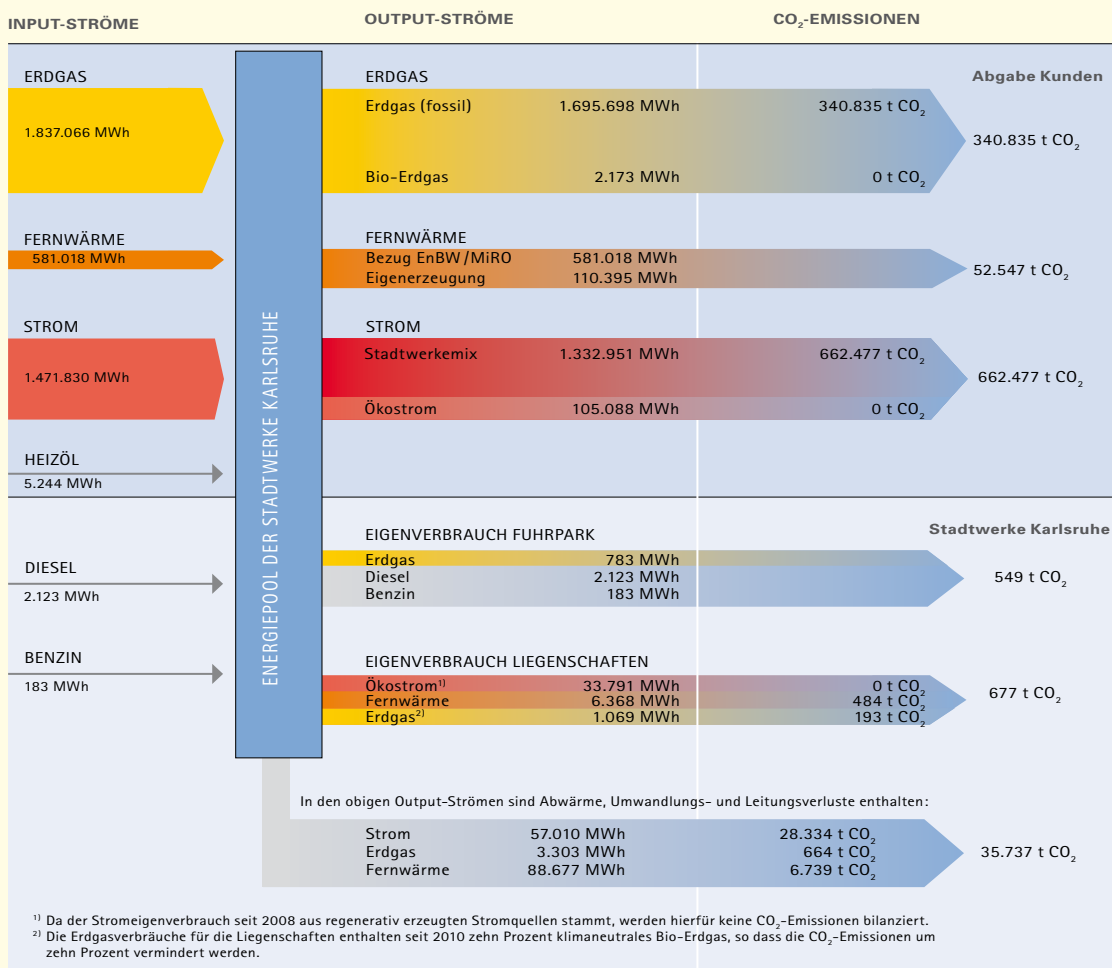 INPUT-STRÖME
OUTPUT-STRÖME
CO₂-EMISSIONEN
ERDGAS
1.837.066 MWh
FERNWÄRME
581.018 MWh
STROM
1.471.830 MWh
HEIZÖL
5.244 MWh
DIESEL
2.123 MWh
BENZIN
183 MWh
ENERGIEPOOL DER STADTWERKE KARLSRUHE
Abgabe Kunden
ERDGAS
Erdgas (fossil) 1.695.698 MWh 340.835 t CO₂
340.835 t CO₂
Bio-Erdgas 2.173 MWh 0 t CO₂
FERNWÄRME
Bezug EnBW/MiRO 581.018 MWh
Eigenerzeugung 110.395 MWh
52.547 t CO₂
STROM
Stadtwerkemix 1.332.951 MWh 662.477 t CO₂
662.477 t CO₂
Ökostrom 105.088 MWh 0 t CO₂
Stadtwerke Karlsruhe
EIGENVERBRAUCH FUHRPARK
Erdgas 783 MWh
Diesel 2.123 MWh
Benzin 183 MWh
549 t CO₂
EIGENVERBRAUCH LIEGENSCHAFTEN
Ökostrom¹⁾ 33.791 MWh 0 t CO₂
Fernwärme 6.368 MWh 484 t CO₂
Erdgas²⁾ 1.069 MWh 193 t CO₂
677 t CO₂
In den obigen Output-Strömen sind Abwärme, Umwandlungs- und Leitungsverluste enthalten:
Strom 57.010 MWh 28.334 t CO₂
Erdgas 3.303 MWh 664 t CO₂
Fernwärme 88.677 MWh 6.739 t CO₂
35.737 t CO₂
¹⁾ Da der Stromeigenverbrauch seit 2008 aus regenerativ erzeugten Stromquellen stammt, werden hierfür keine CO₂-Emissionen bilanziert.
²⁾ Die Erdgasverbräuche für die Liegenschaften enthalten seit 2010 zehn Prozent klimaneutrales Bio-Erdgas, so dass die CO₂-Emissionen um
zehn Prozent vermindert werden.